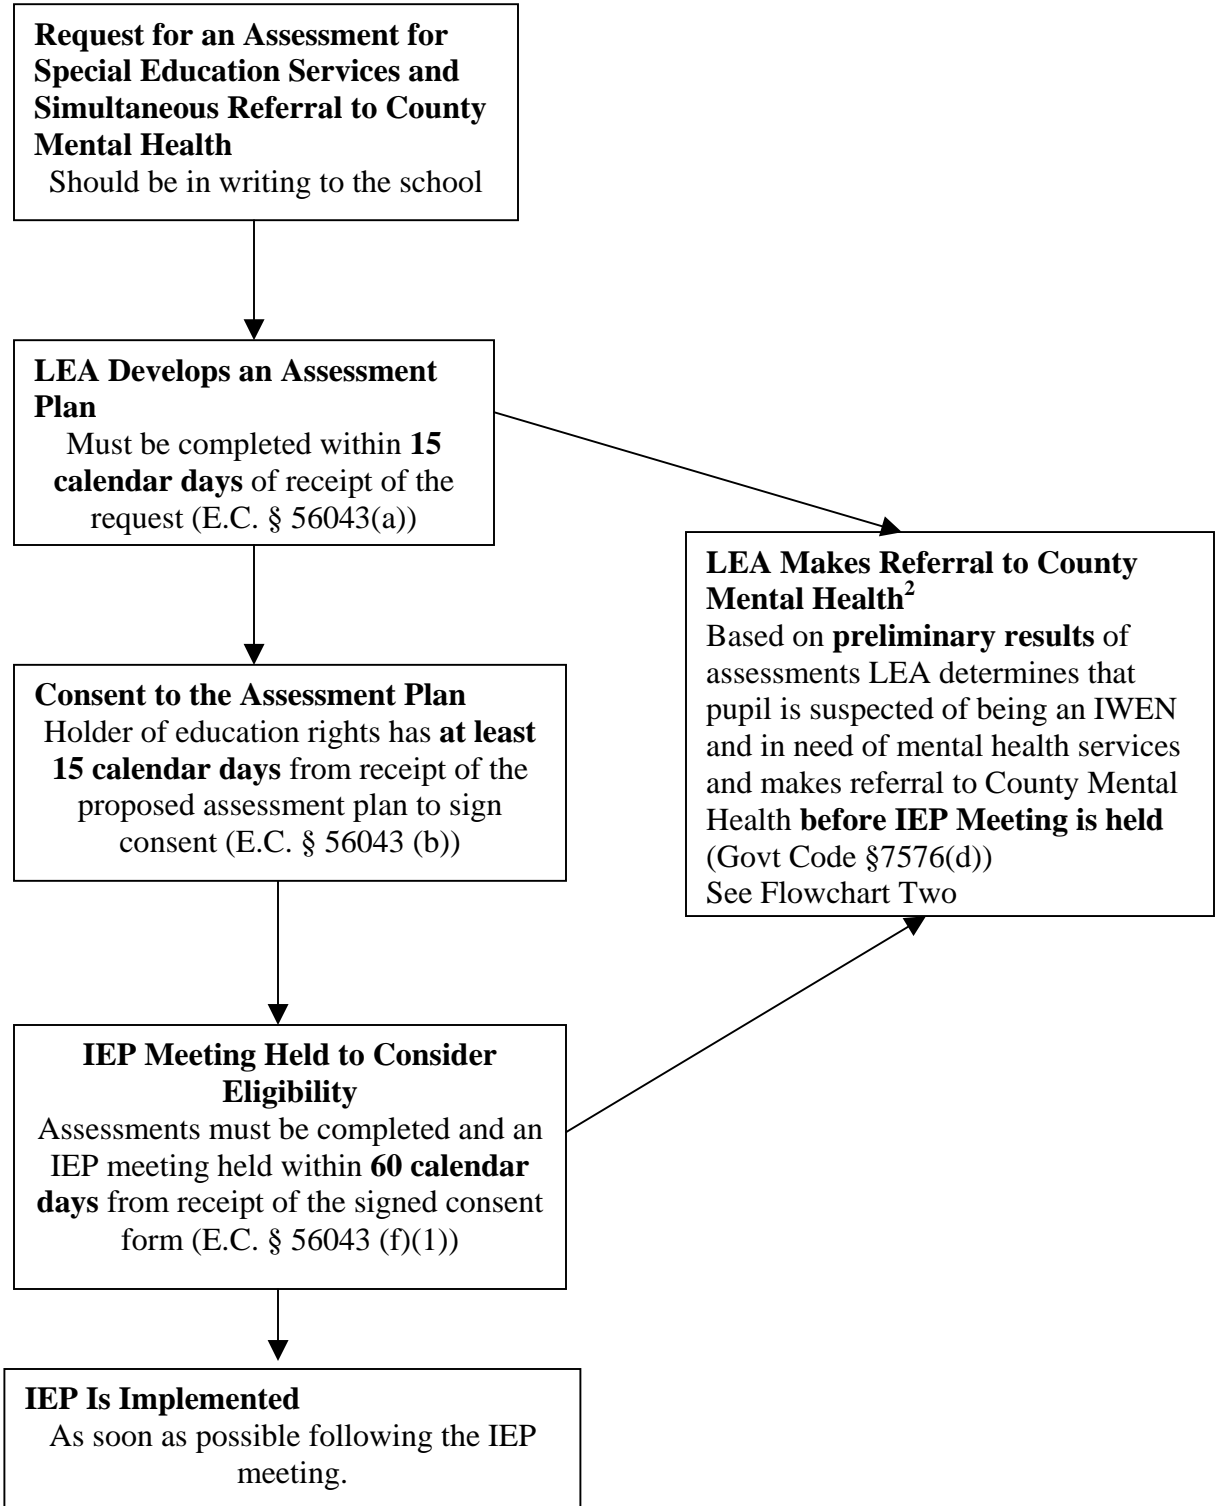 Request for an Assessment for
Special Education Services and
Simultaneous Referral to County
Mental Health
Should be in writing to the school
LEA Develops an Assessment
Plan
Must be completed within 15
calendar days of receipt of the
request (E.C. § 56043(a))
LEA Makes Referral to County
Mental Health²
Based on preliminary results of
assessments LEA determines that
pupil is suspected of being an IWEN
and in need of mental health services
and makes referral to County Mental
Health before IEP Meeting is held
(Govt Code §7576(d))
See Flowchart Two
Consent to the Assessment Plan
Holder of education rights has at least
15 calendar days from receipt of the
proposed assessment plan to sign
consent (E.C. § 56043 (b))
IEP Meeting Held to Consider
Eligibility
Assessments must be completed and an
IEP meeting held within 60 calendar
days from receipt of the signed consent
form (E.C. § 56043 (f)(1))
IEP Is Implemented
As soon as possible following the IEP
meeting.